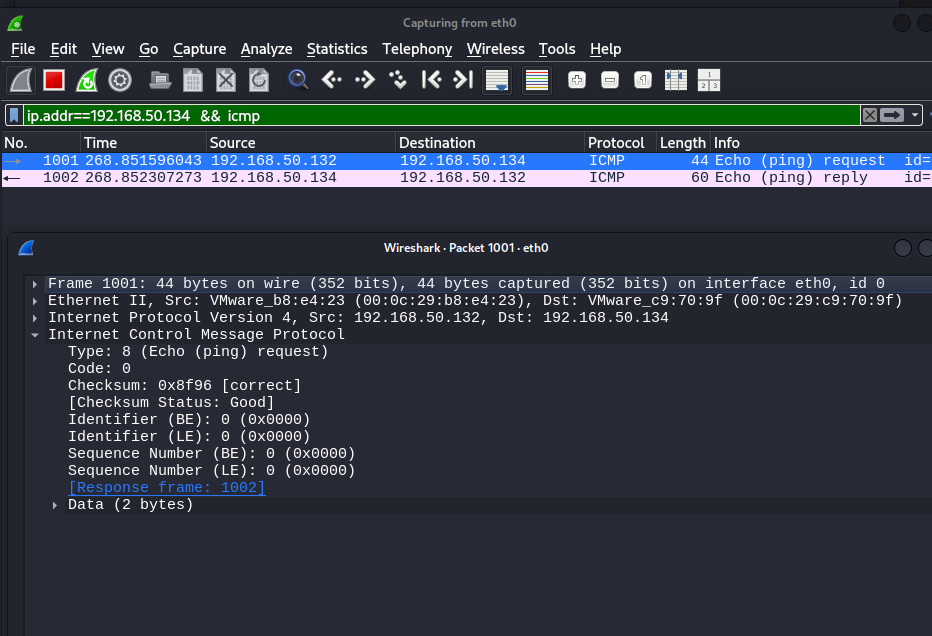 Capturing from eth0
File Edit View Go Capture Analyze Statistics Telephony Wireless Tools Help
ip.addr==192.168.50.134 && icmp
No. Time Source Destination Protocol Length Info
1001 268.851596043 192.168.50.132 192.168.50.134 ICMP 44 Echo (ping) request id=
1002 268.852307273 192.168.50.134 192.168.50.132 ICMP 60 Echo (ping) reply id=
Wireshark · Packet 1001 · eth0
Frame 1001: 44 bytes on wire (352 bits), 44 bytes captured (352 bits) on interface eth0, id 0
Ethernet II, Src: VMware_b8:e4:23 (00:0c:29:b8:e4:23), Dst: VMware_c9:70:9f (00:0c:29:c9:70:9f)
Internet Protocol Version 4, Src: 192.168.50.132, Dst: 192.168.50.134
Internet Control Message Protocol
Type: 8 (Echo (ping) request)
Code: 0
Checksum: 0x8f96 [correct]
[Checksum Status: Good]
Identifier (BE): 0 (0x0000)
Identifier (LE): 0 (0x0000)
Sequence Number (BE): 0 (0x0000)
Sequence Number (LE): 0 (0x0000)
[Response frame: 1002]
Data (2 bytes)